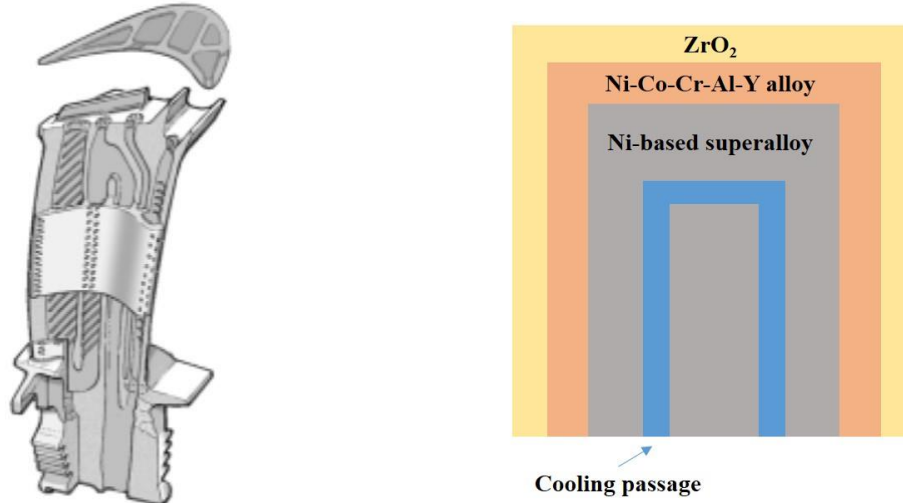 ZrO₂
Ni-Co-Cr-Al-Y alloy
Ni-based superalloy
Cooling passage